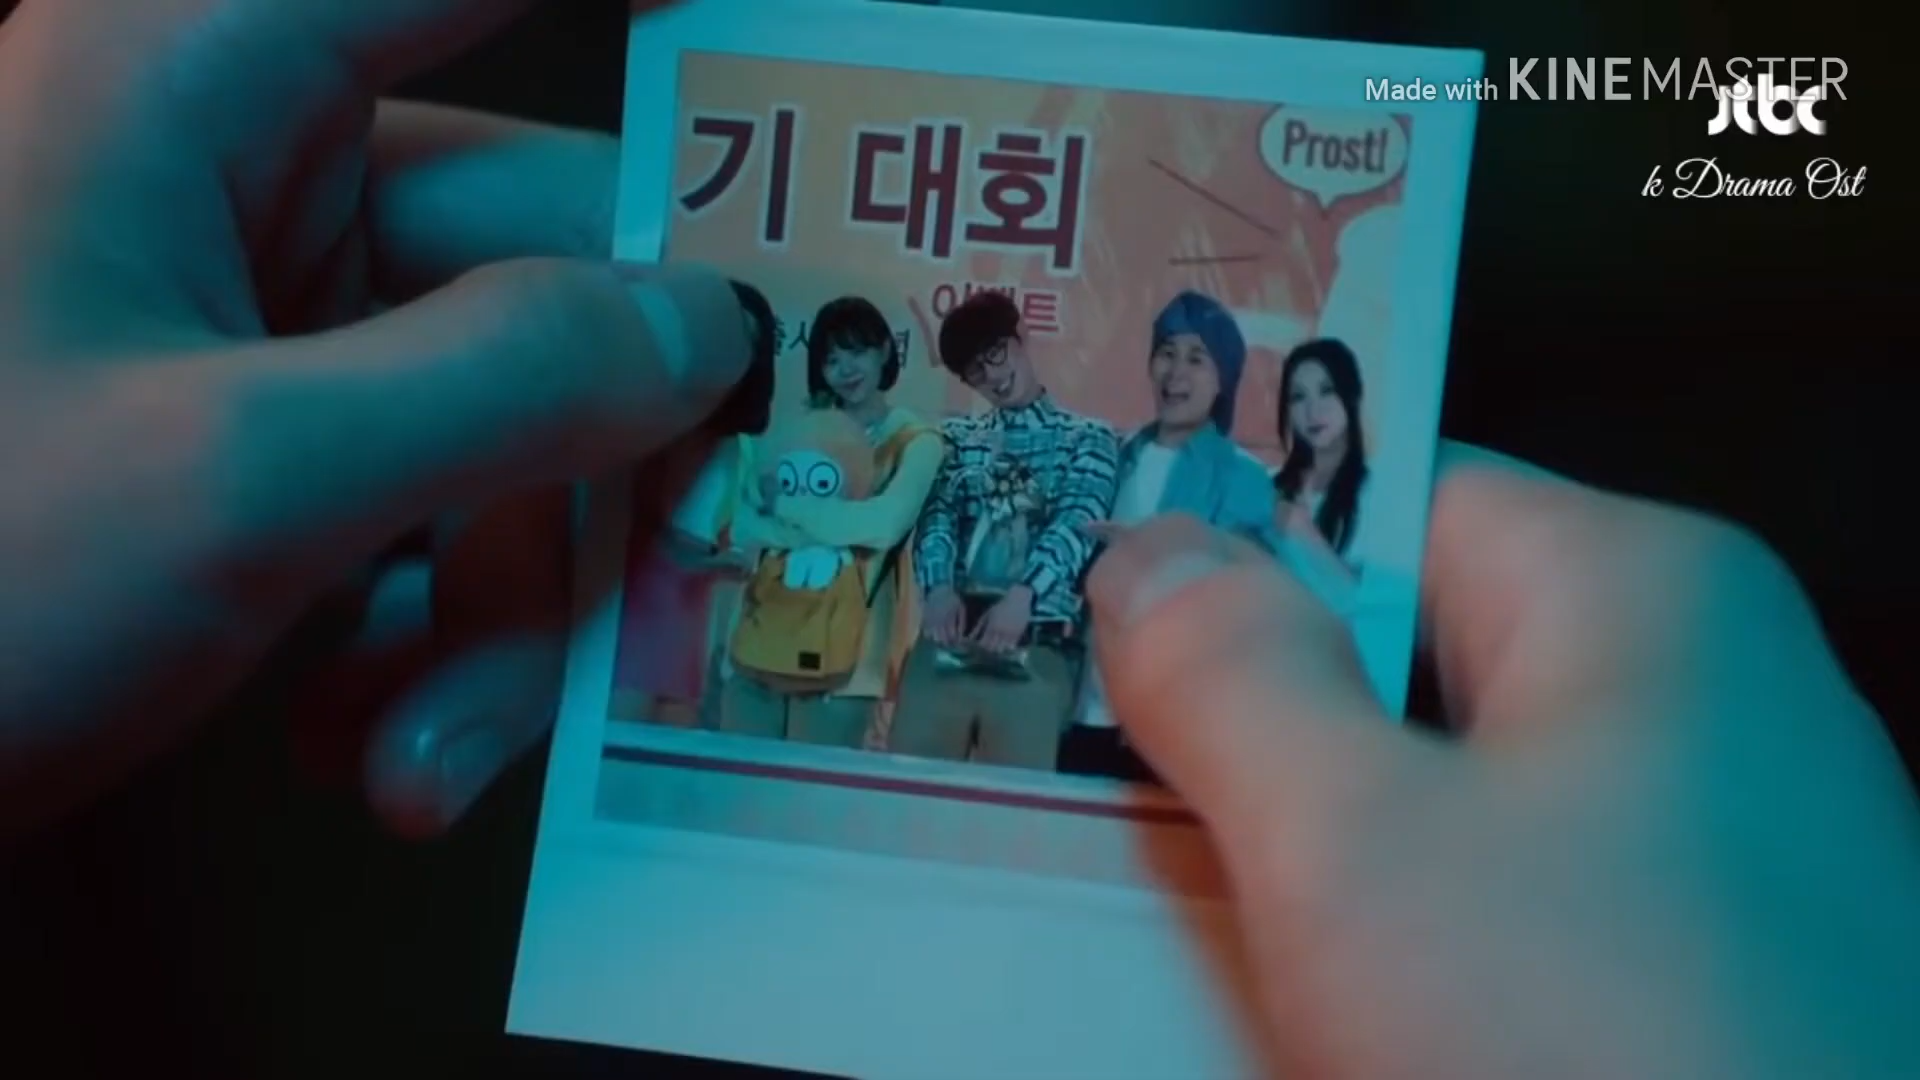 Made with KINEMASTER
jtbc
k Drama Ost
기 대회
Prost!